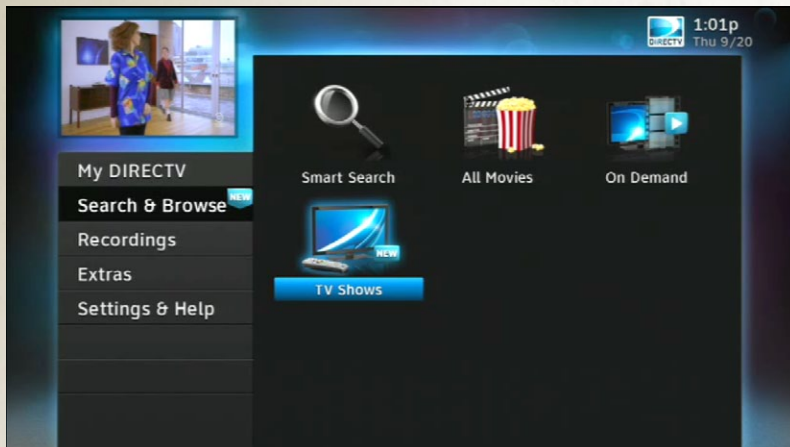 DIRECTV
1:01p
Thu 9/20
My DIRECTV
Search & Browse
NEW
Recordings
Extras
Settings & Help
Smart Search
All Movies
On Demand
NEW
TV Shows